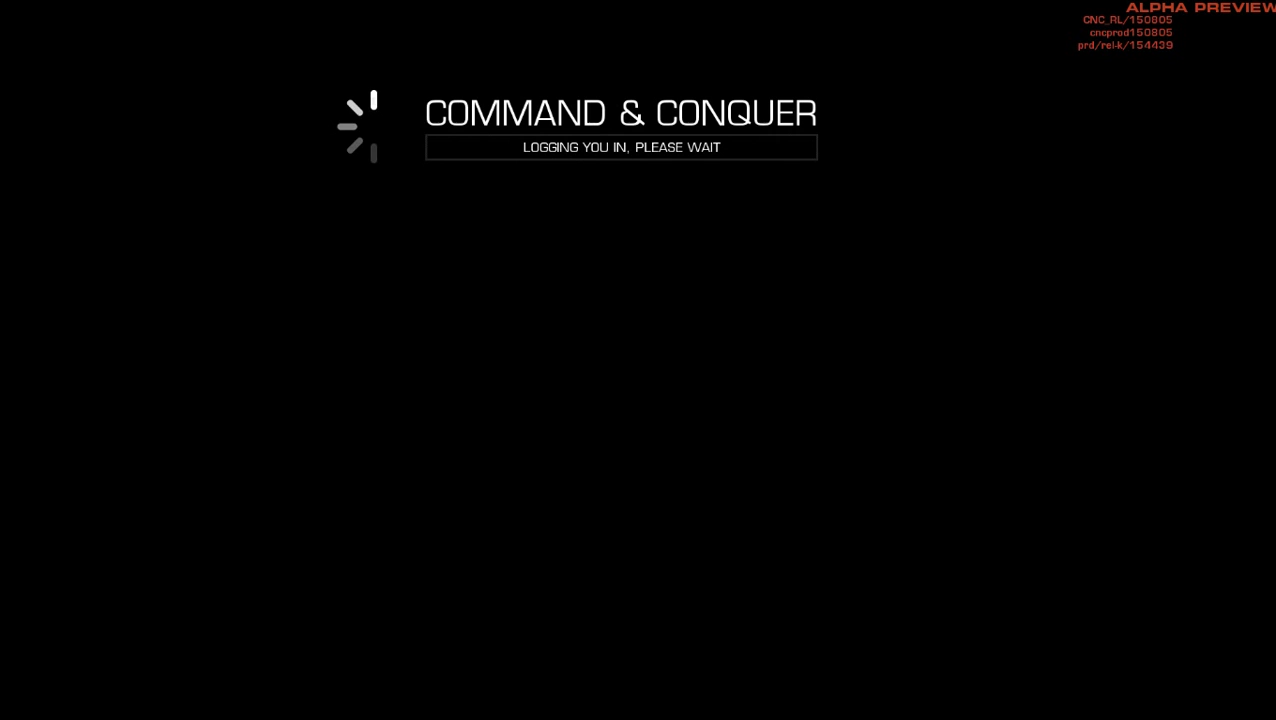 ALPHA PREVIEW
CNC_RL/150805
cncprod150805
prd/rel-k/154439
COMMAND & CONQUER
LOGGING YOU IN, PLEASE WAIT